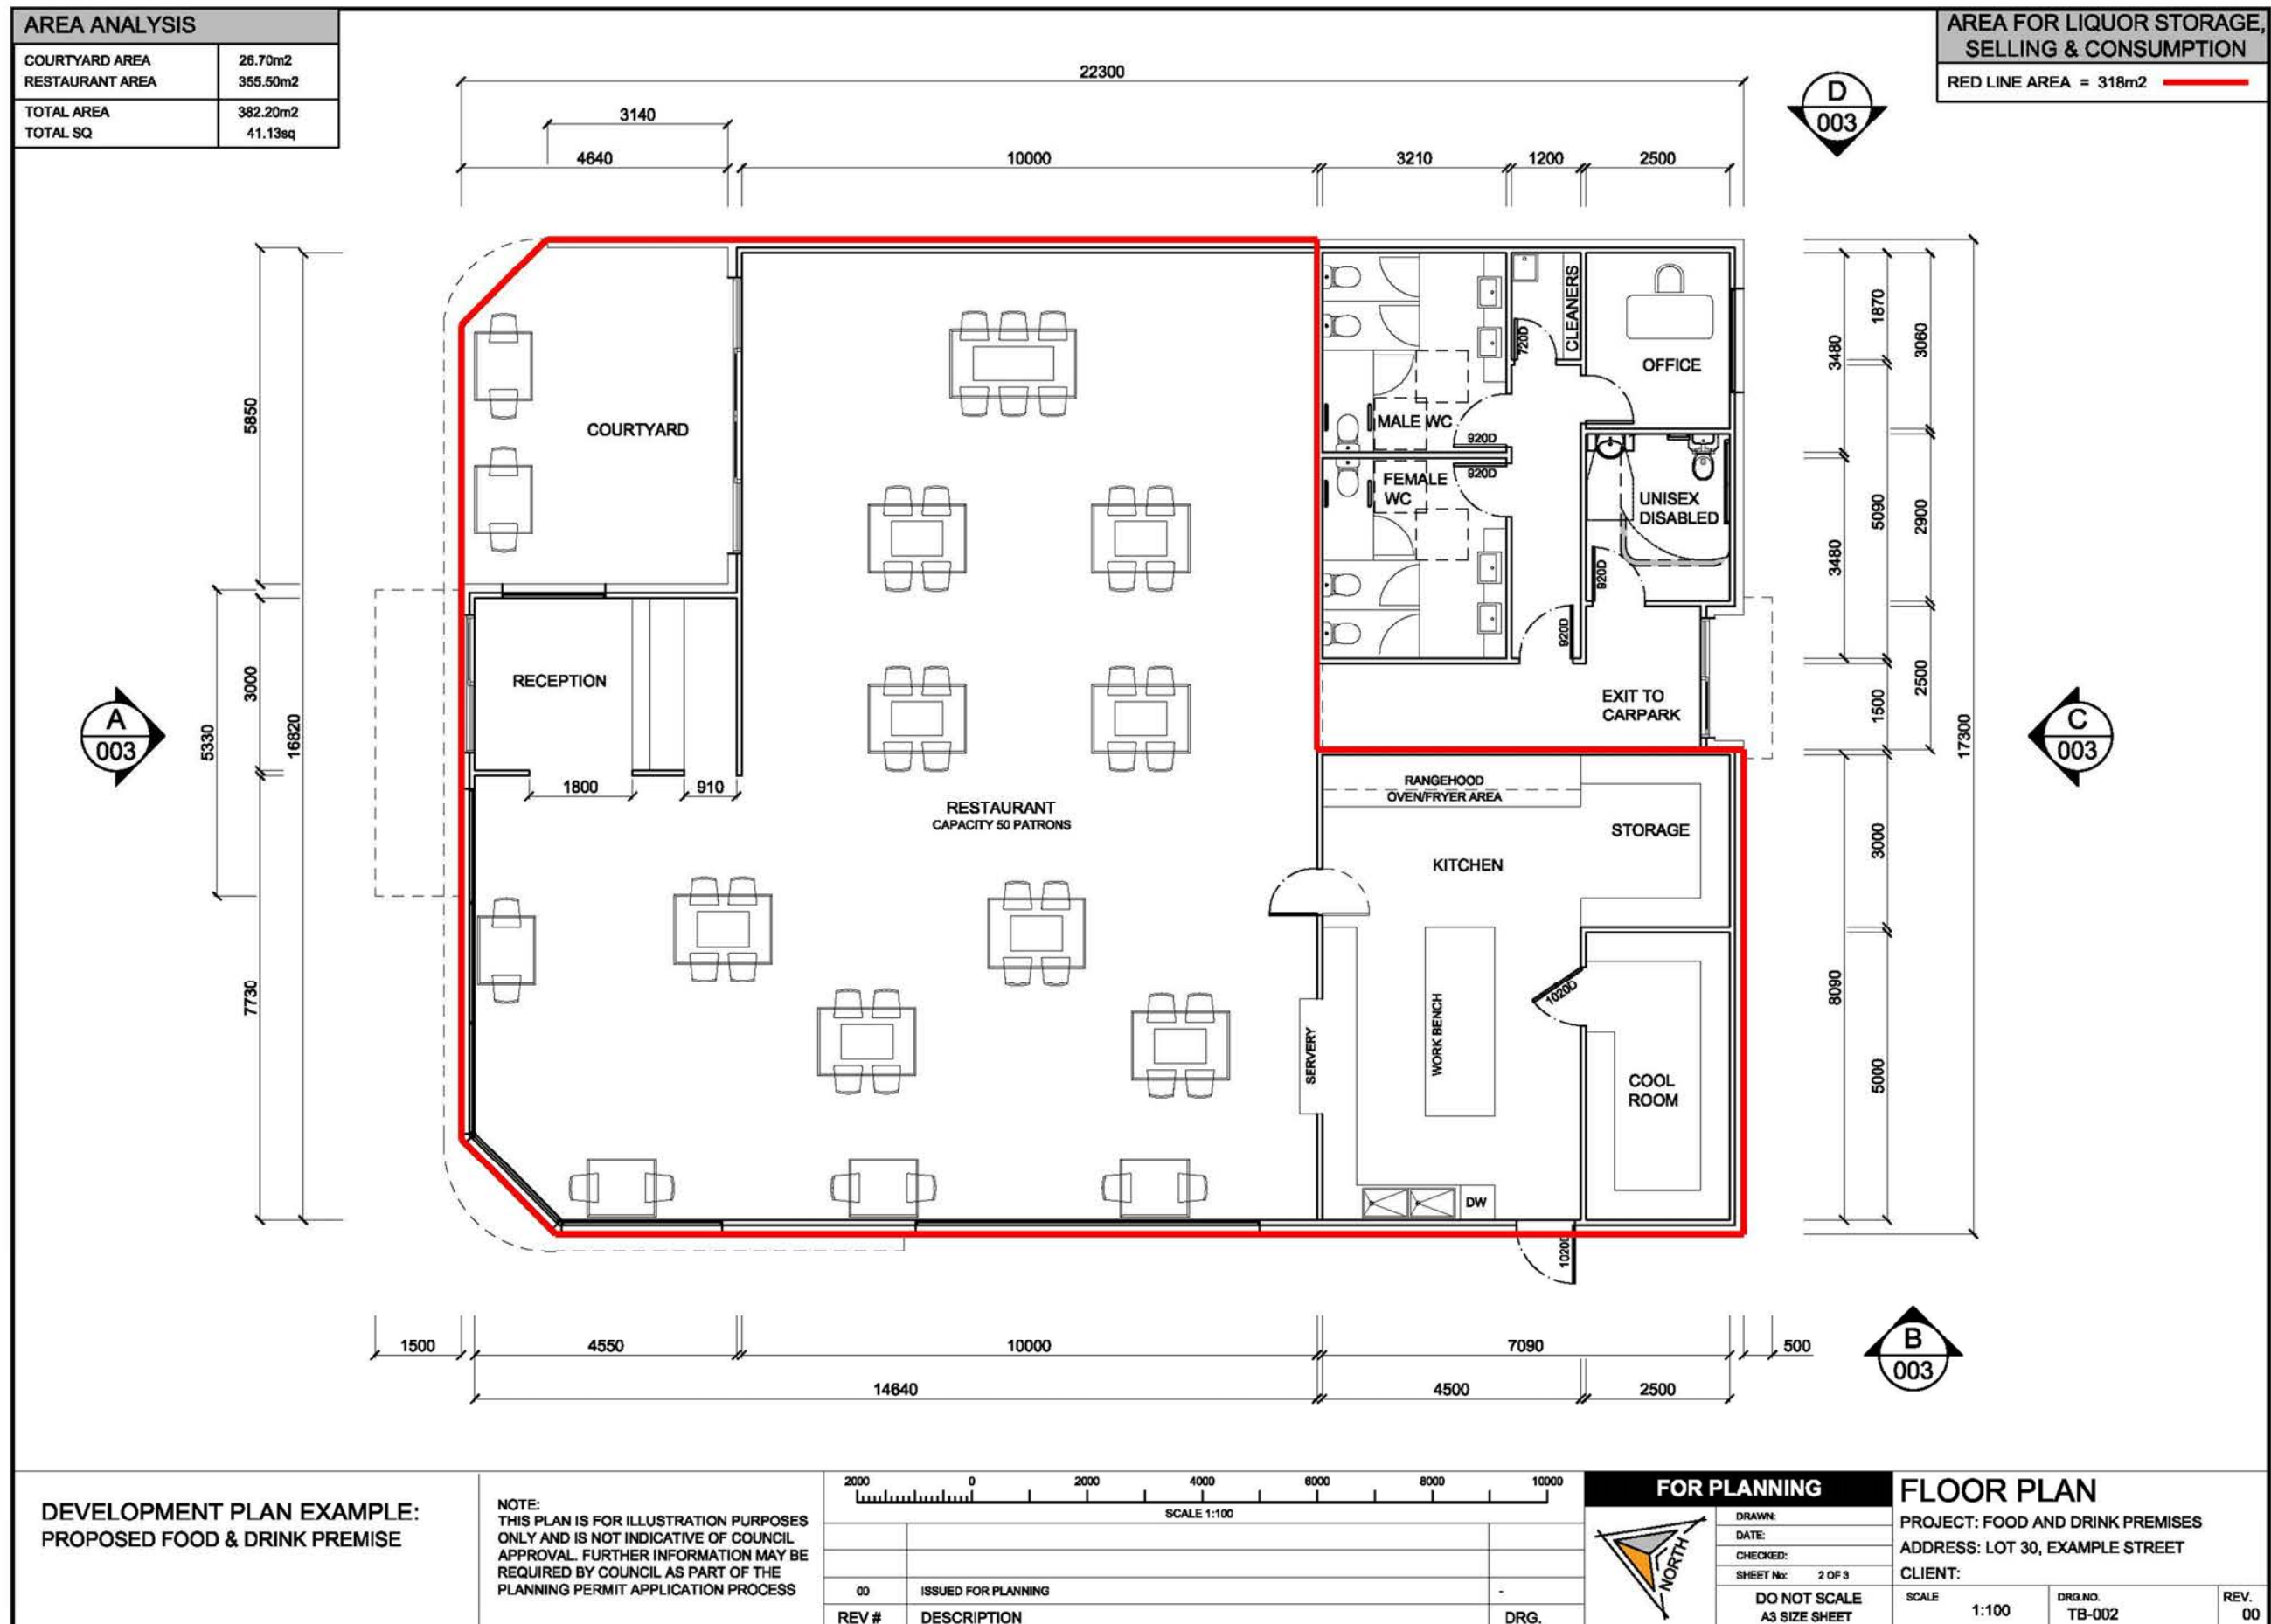 AREA ANALYSIS
COURTYARD AREA 26.70m2
RESTAURANT AREA 355.50m2
TOTAL AREA 382.20m2
TOTAL SQ 41.13sq
AREA FOR LIQUOR STORAGE,
SELLING & CONSUMPTION
RED LINE AREA = 318m2
22300
3140
4640 10000 3210 1200 2500
D
003
5850
3000
7730
5330
16820
A
003
COURTYARD
RECEPTION
1800 910
RESTAURANT
CAPACITY 50 PATRONS
MALE WC
920D
FEMALE
WC
920D
720D
CLEANERS
OFFICE
UNISEX
DISABLED
920D
920D
EXIT TO
CARPARK
RANGEHOOD
OVEN/FRYER AREA
STORAGE
KITCHEN
WORK BENCH
SERVERY
1020D
COOL
ROOM
DW
1020D
3480
3480
8090
1870
5090
1500
3000
5000
3060
2900
2500
17300
C
003
1500 4550 10000 7090 500
14640 4500 2500
B
003
DEVELOPMENT PLAN EXAMPLE:
PROPOSED FOOD & DRINK PREMISE
NOTE:
THIS PLAN IS FOR ILLUSTRATION PURPOSES
ONLY AND IS NOT INDICATIVE OF COUNCIL
APPROVAL. FURTHER INFORMATION MAY BE
REQUIRED BY COUNCIL AS PART OF THE
PLANNING PERMIT APPLICATION PROCESS
2000 0 2000 4000 6000 8000 10000
SCALE 1:100
00 ISSUED FOR PLANNING -
REV # DESCRIPTION DRG.
FOR PLANNING
NORTH
DRAWN:
DATE:
CHECKED:
SHEET No: 2 OF 3
DO NOT SCALE
A3 SIZE SHEET
FLOOR PLAN
PROJECT: FOOD AND DRINK PREMISES
ADDRESS: LOT 30, EXAMPLE STREET
CLIENT:
SCALE 1:100
DRG.NO. TB-002
REV. 00